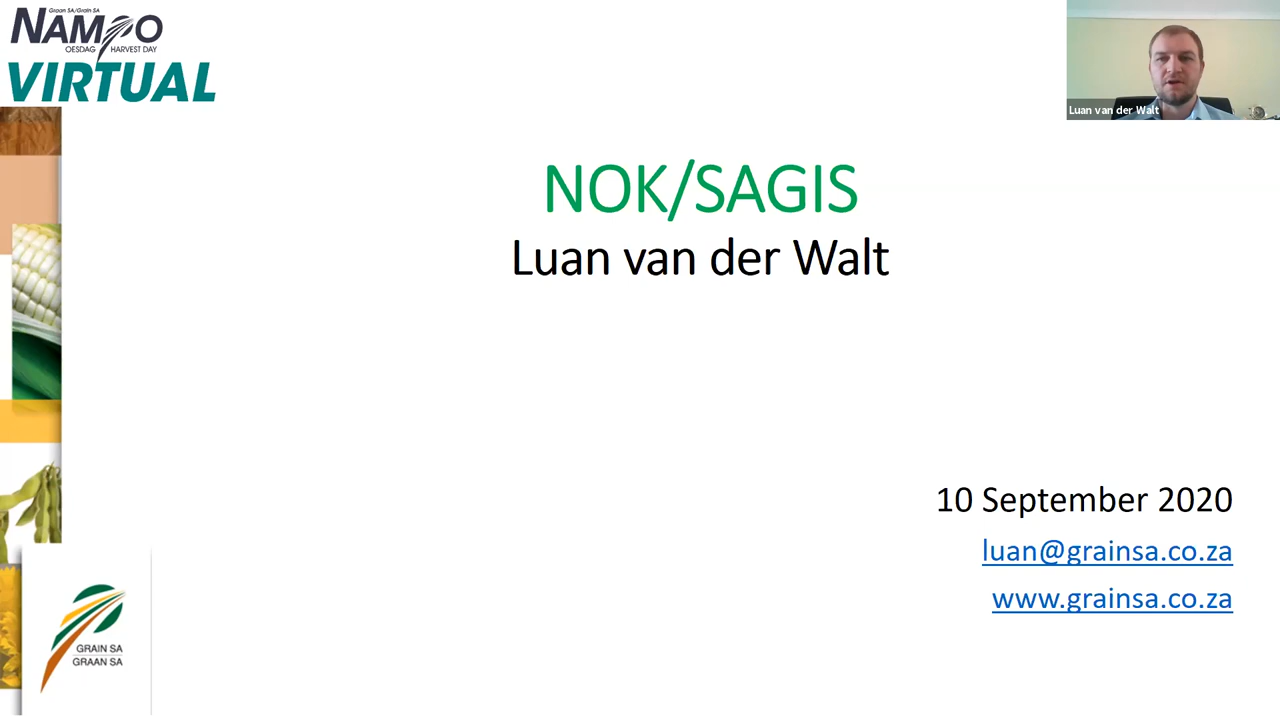 Graan SA/Grain SA
NAMPO
OESDAG HARVEST DAY
VIRTUAL
Luan van der Walt
NOK/SAGIS
Luan van der Walt
10 September 2020
luan@grainsa.co.za
www.grainsa.co.za
GRAIN SA
GRAAN SA